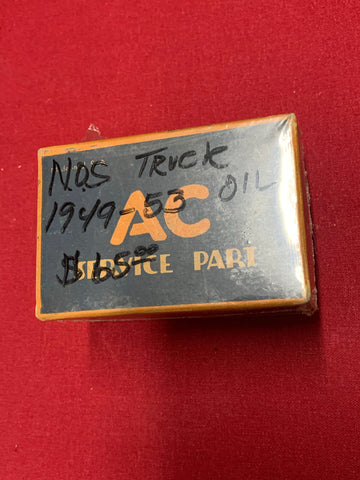 NOS TRUCK
1949-53 OIL
AC
$65.00
SERVICE PART